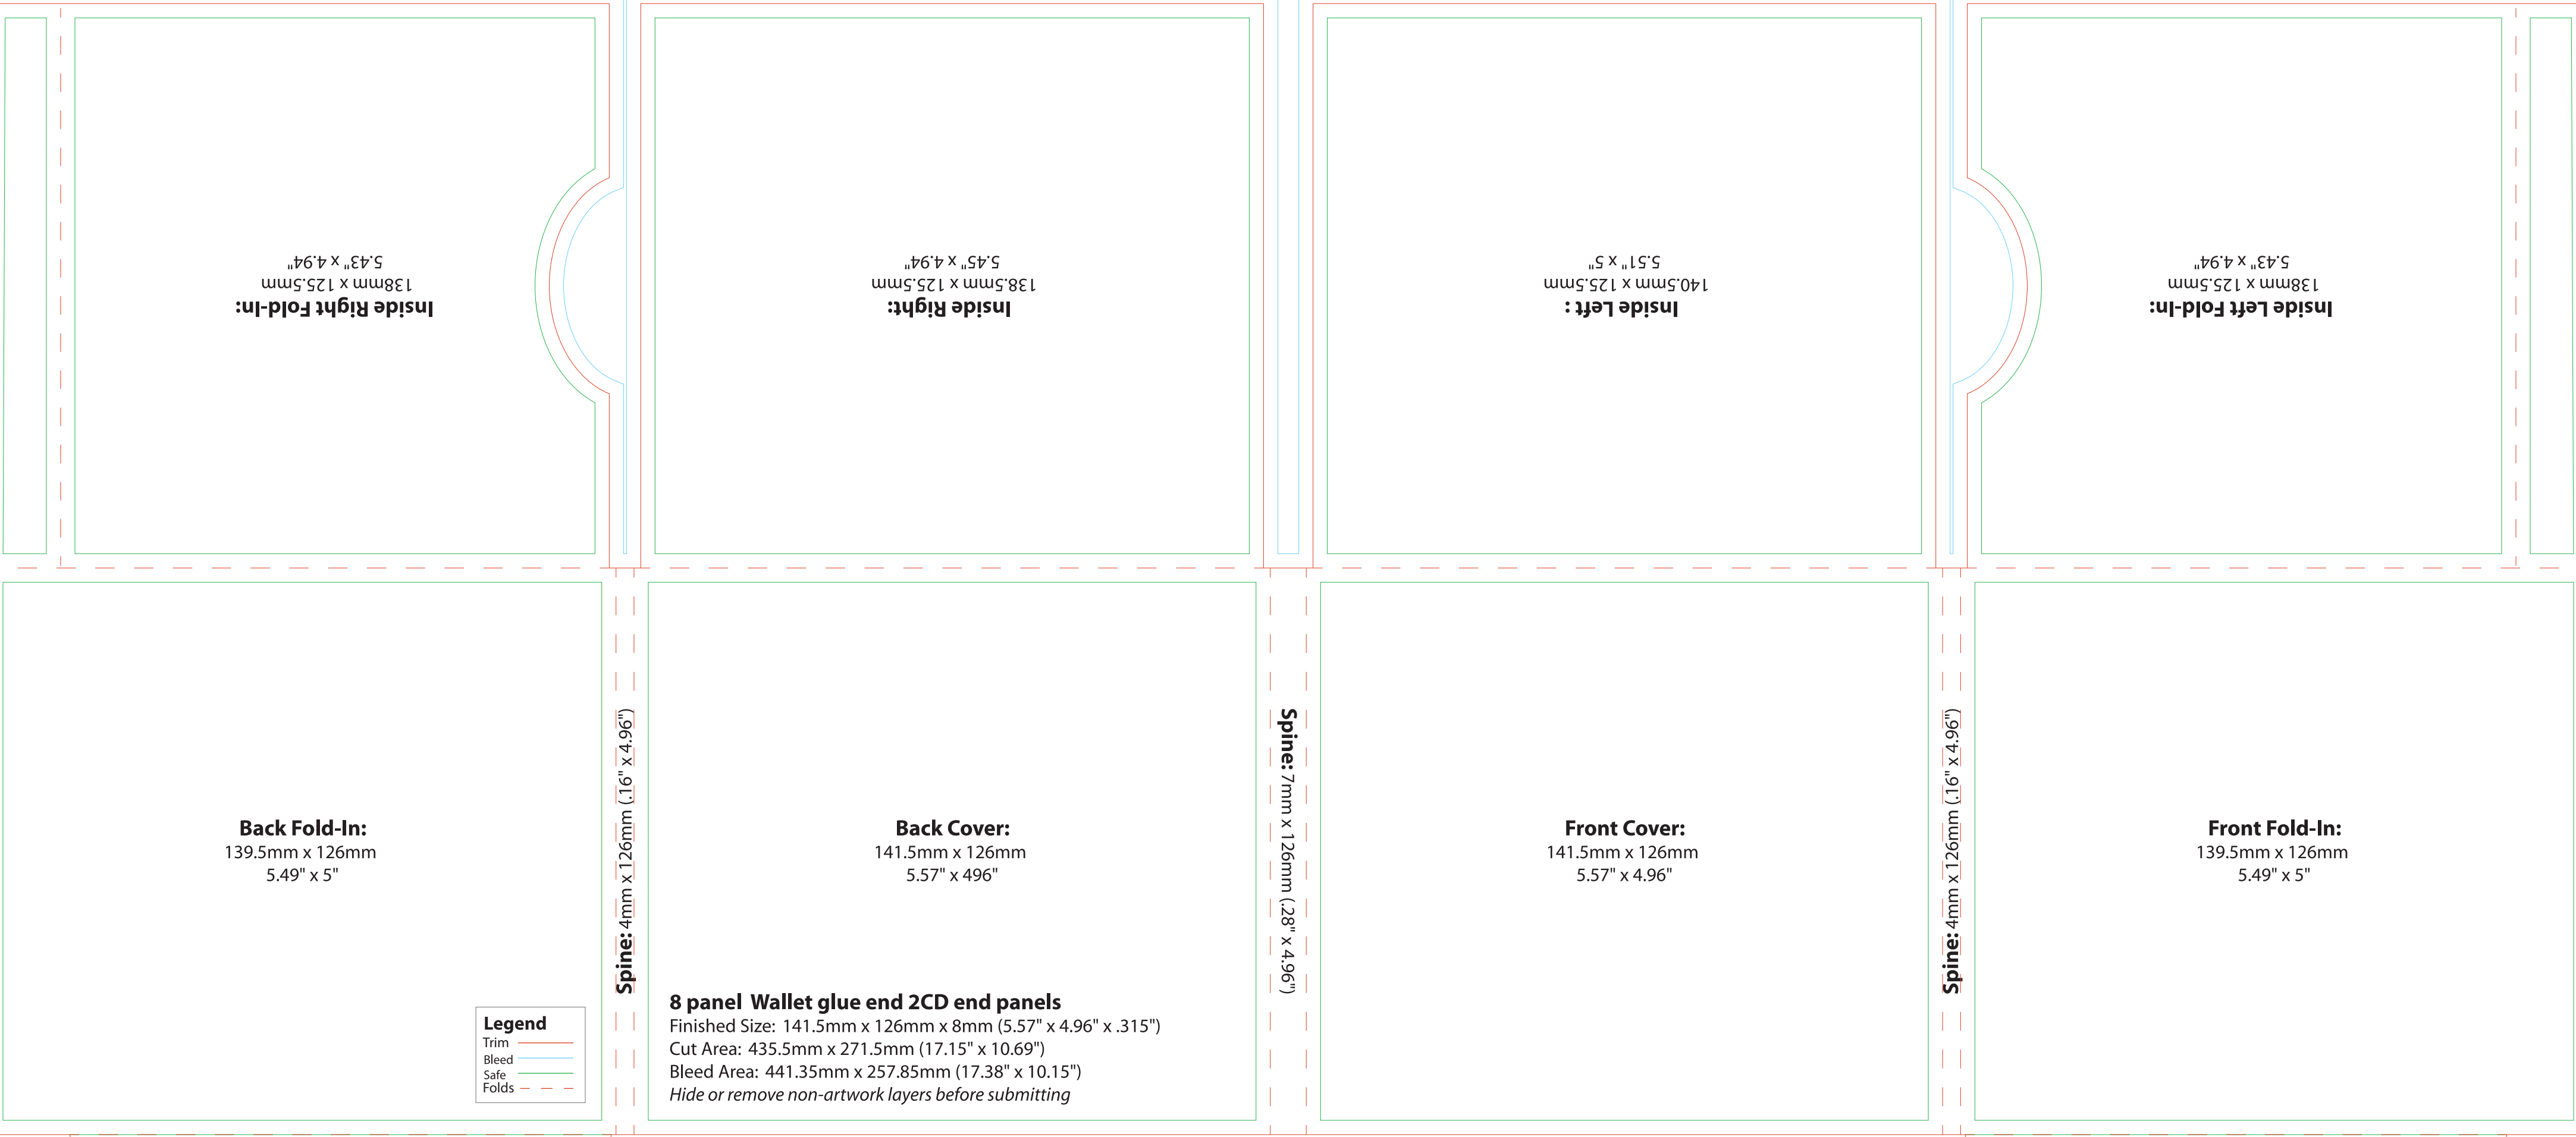 Inside Right Fold-In:
138mm x 125.5mm
5.43" x 4.94"
Inside Right:
138.5mm x 125.5mm
5.45" x 4.94"
Inside Left :
140.5mm x 125.5mm
5.51" x 5"
Inside Left Fold-In:
138mm x 125.5mm
5.43" x 4.94"
Back Fold-In:
139.5mm x 126mm
5.49" x 5"
Legend
Trim
Bleed
Safe
Folds
Spine: 4mm x 126mm (.16" x 4.96")
Back Cover:
141.5mm x 126mm
5.57" x 496"
8 panel  Wallet glue end 2CD end panels
Finished Size:  141.5mm x 126mm x 8mm (5.57" x 4.96" x .315")
Cut Area:  435.5mm x 271.5mm (17.15" x 10.69")
Bleed Area:  441.35mm x 257.85mm (17.38" x 10.15")
Hide or remove non-artwork layers before submitting
Spine: 7mm x 126mm (.28" x 4.96")
Front Cover:
141.5mm x 126mm
5.57" x 4.96"
Spine: 4mm x 126mm (.16" x 4.96")
Front Fold-In:
139.5mm x 126mm
5.49" x 5"